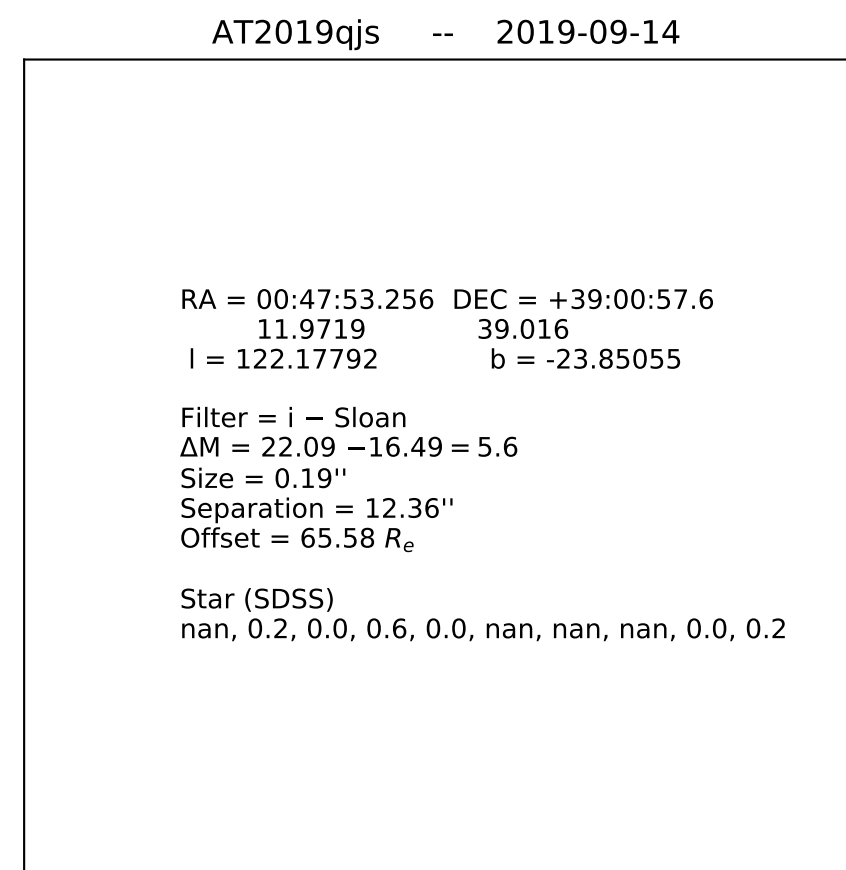 AT2019qjs -- 2019-09-14
RA = 00:47:53.256 DEC = +39:00:57.6
11.9719 39.016
l = 122.17792 b = -23.85055
Filter = i − Sloan
ΔM = 22.09 −16.49 = 5.6
Size = 0.19''
Separation = 12.36''
Offset = 65.58 Rₑ
Star (SDSS)
nan, 0.2, 0.0, 0.6, 0.0, nan, nan, nan, 0.0, 0.2